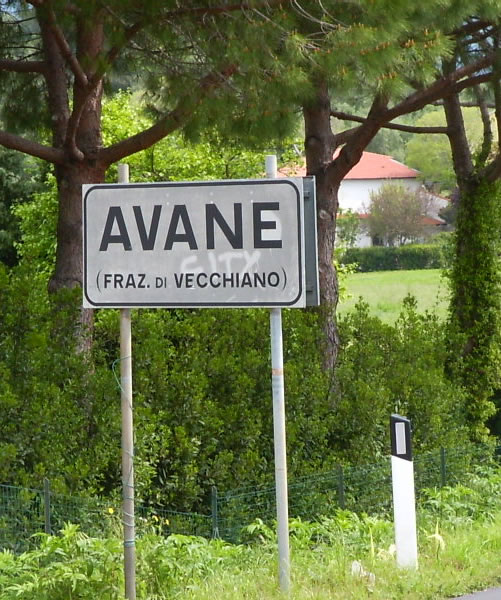 AVANE
(FRAZ. DI VECCHIANO)